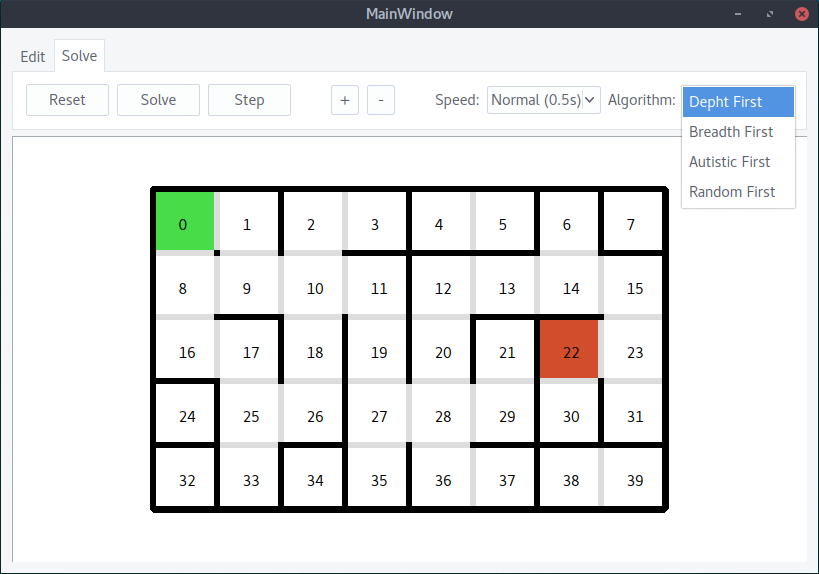 MainWindow
Edit Solve
Reset Solve Step + - Speed: Normal (0.5s) Algorithm: Depht First
Breadth First
Autistic First
Random First
0 1 2 3 4 5 6 7
8 9 10 11 12 13 14 15
16 17 18 19 20 21 22 23
24 25 26 27 28 29 30 31
32 33 34 35 36 37 38 39